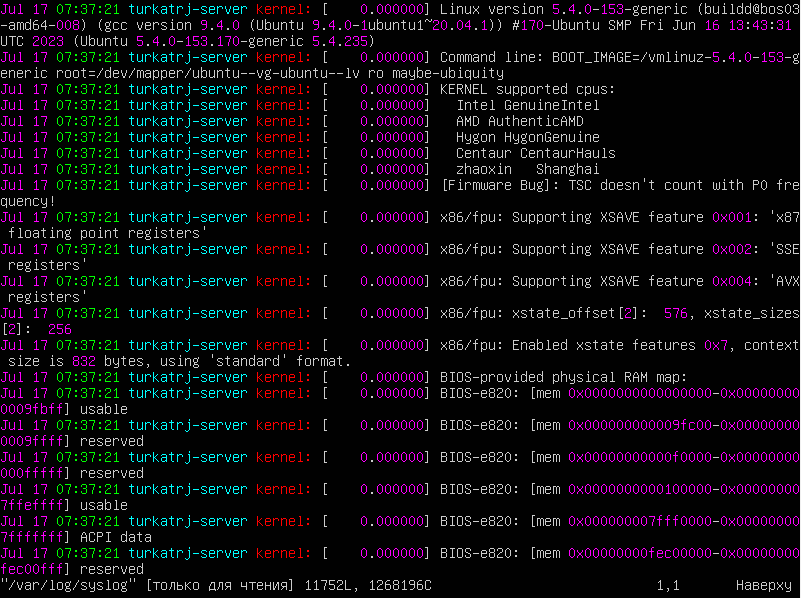 Jul 17 07:37:21 turkatrj-server kernel: [    0.000000] Linux version 5.4.0-153-generic (buildd@bos03
-amd64-008) (gcc version 9.4.0 (Ubuntu 9.4.0-1ubuntu1~20.04.1)) #170-Ubuntu SMP Fri Jun 16 13:43:31
UTC 2023 (Ubuntu 5.4.0-153.170-generic 5.4.235)
Jul 17 07:37:21 turkatrj-server kernel: [    0.000000] Command line: BOOT_IMAGE=/vmlinuz-5.4.0-153-g
eneric root=/dev/mapper/ubuntu--vg-ubuntu--lv ro maybe-ubiquity
Jul 17 07:37:21 turkatrj-server kernel: [    0.000000] KERNEL supported cpus:
Jul 17 07:37:21 turkatrj-server kernel: [    0.000000]   Intel GenuineIntel
Jul 17 07:37:21 turkatrj-server kernel: [    0.000000]   AMD AuthenticAMD
Jul 17 07:37:21 turkatrj-server kernel: [    0.000000]   Hygon HygonGenuine
Jul 17 07:37:21 turkatrj-server kernel: [    0.000000]   Centaur CentaurHauls
Jul 17 07:37:21 turkatrj-server kernel: [    0.000000]   zhaoxin   Shanghai
Jul 17 07:37:21 turkatrj-server kernel: [    0.000000] [Firmware Bug]: TSC doesn't count with P0 fre
quency!
Jul 17 07:37:21 turkatrj-server kernel: [    0.000000] x86/fpu: Supporting XSAVE feature 0x001: 'x87
 floating point registers'
Jul 17 07:37:21 turkatrj-server kernel: [    0.000000] x86/fpu: Supporting XSAVE feature 0x002: 'SSE
 registers'
Jul 17 07:37:21 turkatrj-server kernel: [    0.000000] x86/fpu: Supporting XSAVE feature 0x004: 'AVX
 registers'
Jul 17 07:37:21 turkatrj-server kernel: [    0.000000] x86/fpu: xstate_offset[2]:  576, xstate_sizes
[2]:  256
Jul 17 07:37:21 turkatrj-server kernel: [    0.000000] x86/fpu: Enabled xstate features 0x7, context
 size is 832 bytes, using 'standard' format.
Jul 17 07:37:21 turkatrj-server kernel: [    0.000000] BIOS-provided physical RAM map:
Jul 17 07:37:21 turkatrj-server kernel: [    0.000000] BIOS-e820: [mem 0x0000000000000000-0x00000000
0009fbff] usable
Jul 17 07:37:21 turkatrj-server kernel: [    0.000000] BIOS-e820: [mem 0x000000000009fc00-0x00000000
0009ffff] reserved
Jul 17 07:37:21 turkatrj-server kernel: [    0.000000] BIOS-e820: [mem 0x00000000000f0000-0x00000000
000fffff] reserved
Jul 17 07:37:21 turkatrj-server kernel: [    0.000000] BIOS-e820: [mem 0x0000000000100000-0x00000000
7ffeffff] usable
Jul 17 07:37:21 turkatrj-server kernel: [    0.000000] BIOS-e820: [mem 0x000000007fff0000-0x00000000
7fffffff] ACPI data
Jul 17 07:37:21 turkatrj-server kernel: [    0.000000] BIOS-e820: [mem 0x00000000fec00000-0x00000000
fec00fff] reserved
"/var/log/syslog" [только для чтения] 11752L, 1268196C 1,1 Наверху